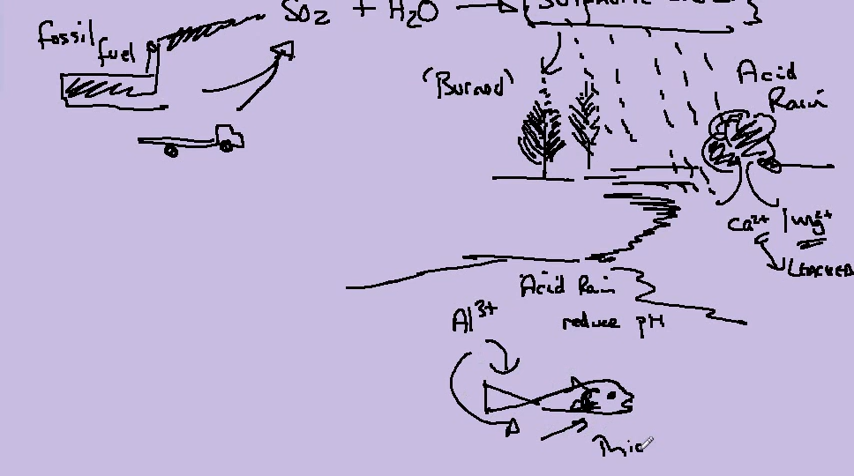 Fossil
fuel
SO2 + H2O →
(Burned)
Acid
Rain
Ca2+ | Mg2+
LEACHED
Acid Rain
reduce pH
Al3+